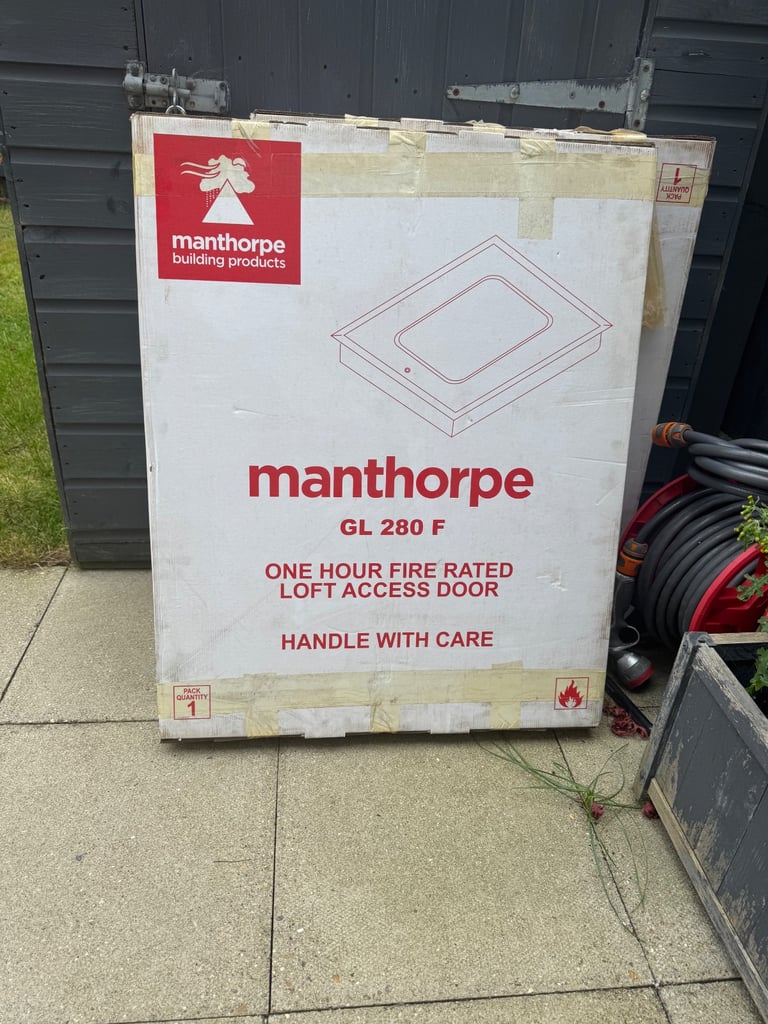 manthorpe
building products
PACK
QUANTITY
1
manthorpe
GL 280 F
ONE HOUR FIRE RATED
LOFT ACCESS DOOR
HANDLE WITH CARE
PACK
QUANTITY
1